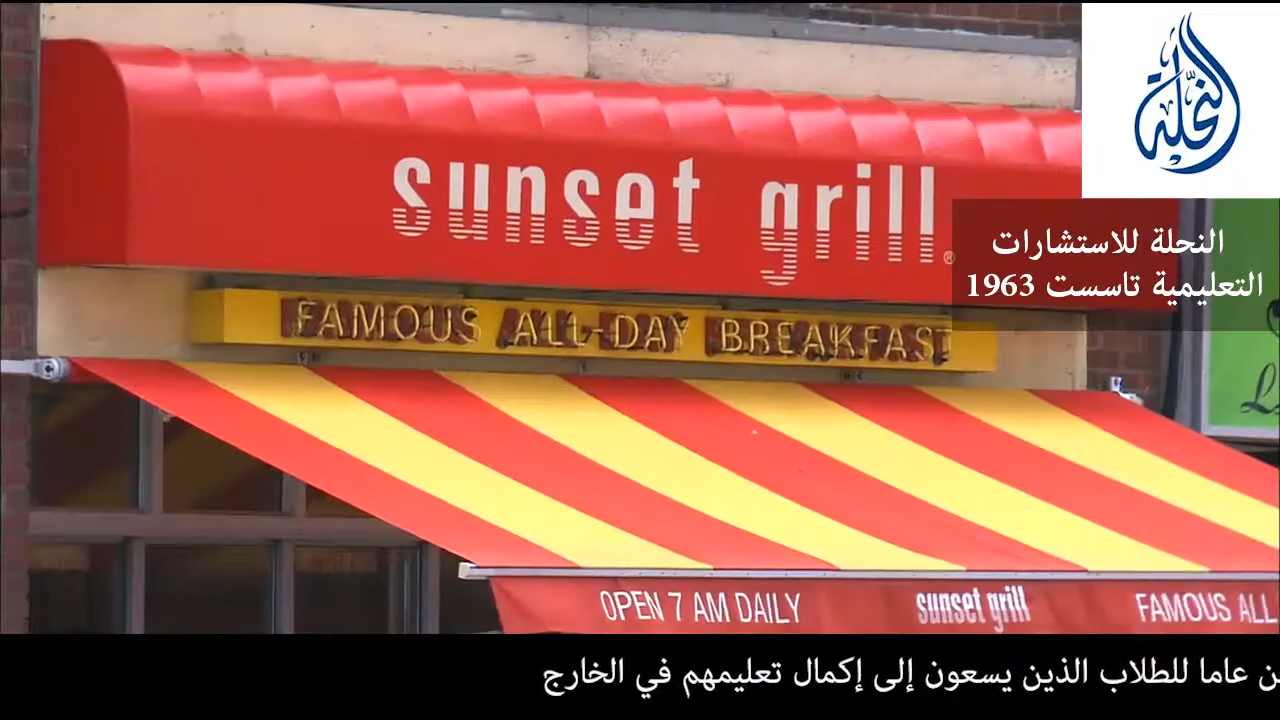 النحلة
sunset grill®
النحلة للاستشارات
التعليمية تاسست 1963
FAMOUS ALL-DAY BREAKFAST
OPEN 7 AM DAILY sunset grill FAMOUS ALL
عاما للطلاب الذين يسعون إلى إكمال تعليمهم في الخارج